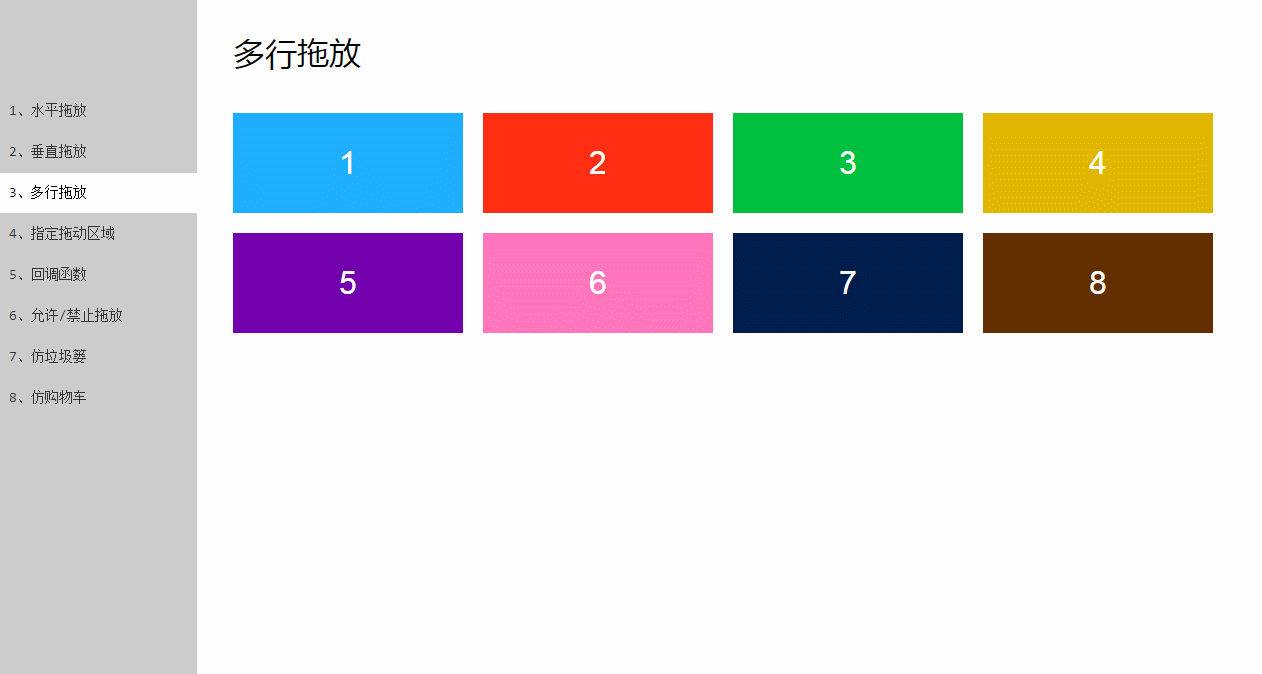 多行拖放
1、水平拖放
2、垂直拖放
3、多行拖放
4、指定拖动区域
5、回调函数
6、允许/禁止拖放
7、仿垃圾篓
8、仿购物车
1 2 3 4
5 6 7 8